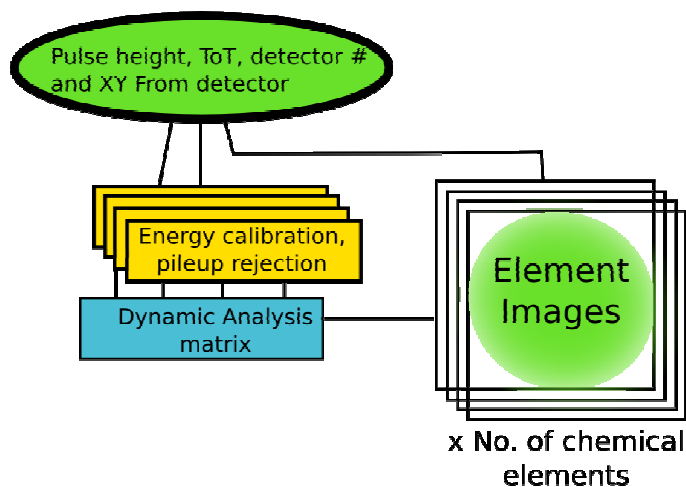 Pulse height, ToT, detector #
and XY From detector
Energy calibration,
pileup rejection
Dynamic Analysis
matrix
Element
Images
x No. of chemical
elements